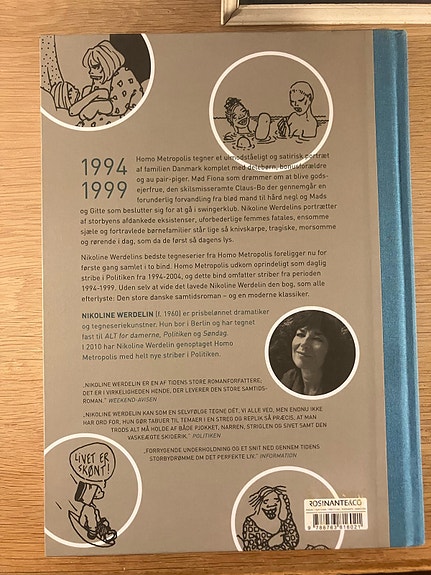 1994
1999
Homo Metropolis tegner et uimodståeligt og satirisk portræt
af familien Danmark komplet med delebørn, bonusforældre
og au pair-piger. Mød Fiona som drømmer om at blive gods-
ejerfrue, den skilsmisseramte Claus-Bo der gennemgår en
forunderlig forvandling fra blød mand til hård negl og Mads
og Gitte som beslutter sig for at gå i swingerklub. Nikoline Werdelins portrætter
af storbyens afdankede eksistenser, uforbederlige femmes fatales, ensomme
sjæle og fortravlede børnefamilier står lige så knivskarpe, tragiske, morsomme
og rørende i dag, som da de først så dagens lys.
Nikoline Werdelins bedste tegneserier fra Homo Metropolis foreligger nu for
første gang samlet i to bind. Homo Metropolis udkom oprindeligt som daglig
stribe i Politiken fra 1994-2004, og dette bind omfatter striber fra perioden
1994-1999. Uden selv at vide det lavede Nikoline Werdelin den bog, som alle
efterlyste: Den store danske samtidsroman – og en moderne klassiker.
NIKOLINE WERDELIN (f. 1960) er prisbelønnet dramatiker
og tegneseriekunstner. Hun bor i Berlin og har tegnet
fast til ALT for damerne, Politiken og Søndag.
I 2010 har Nikoline Werdelin genoptaget Homo
Metropolis med helt nye striber i Politiken.
„NIKOLINE WERDELIN ER EN AF TIDENS STORE ROMANFORFATTERE;
DET ER I VIRKELIGHEDEN HENDE, DER LEVERER DEN STORE SAMTIDS-
ROMAN.“ WEEKEND-AVISEN
„NIKOLINE WERDELIN KAN SOM EN SELVFØLGE TEGNE DÉT, VI ALLE VED, MEN ENDNU IKKE
HAR ORD FOR. HUN GØR TABUER TIL TEMAER I EN STREG OG REPLIK SÅ PRÆCIS, AT MAN
TRODS ALT MÅ HOLDE AF BÅDE PJOKKET, NARREN, STRIGLEN OG SIVET SAMT DEN
VASKEÆGTE SKIDERIK.“ POLITIKEN
„FORRYGENDE UNDERHOLDNING OG ET SNIT NED GENNEM TIDENS
STORBYDRØMME OM DET PERFEKTE LIV.“ INFORMATION
LIVET ER
SKØNT!
ROSINANTE&CO
9 788763 816021